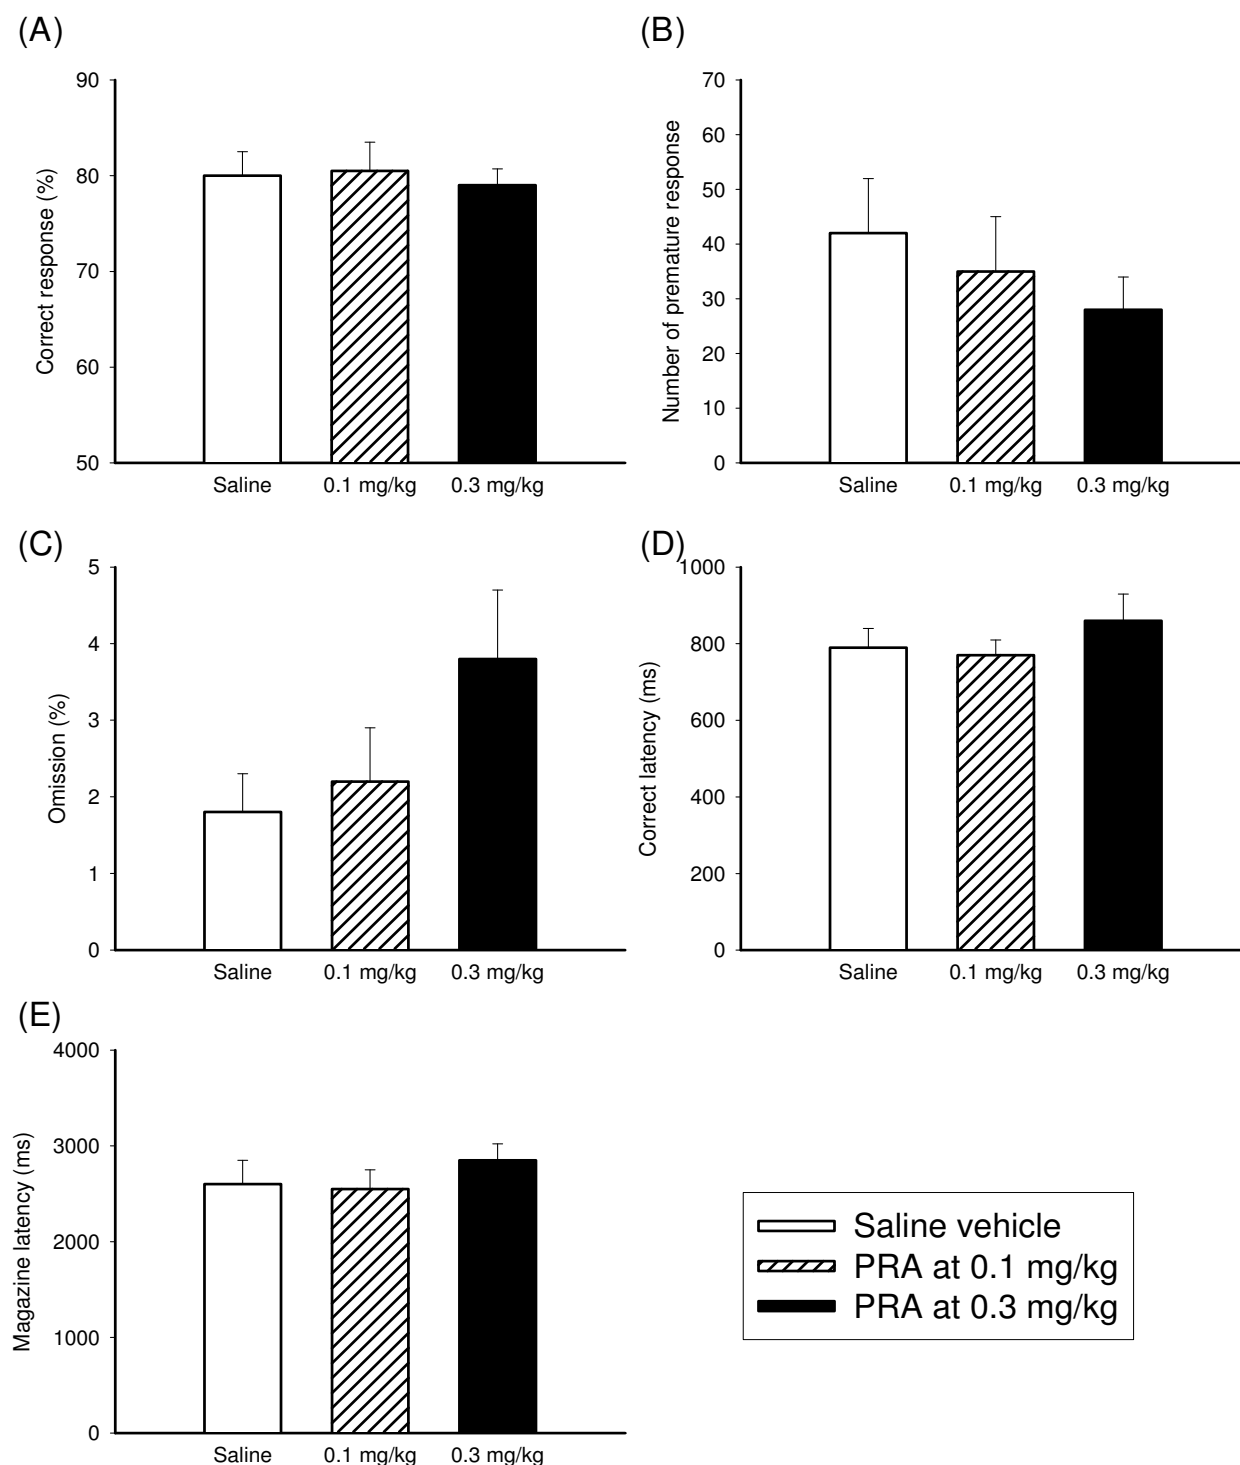 (A)
Correct response (%)
90
80
70
60
50
Saline 0.1 mg/kg 0.3 mg/kg
(B)
Number of premature response
70
60
50
40
30
20
10
0
Saline 0.1 mg/kg 0.3 mg/kg
(C)
Omission (%)
5
4
3
2
1
0
Saline 0.1 mg/kg 0.3 mg/kg
(D)
Correct latency (ms)
1000
800
600
400
200
0
Saline 0.1 mg/kg 0.3 mg/kg
(E)
Magazine latency (ms)
4000
3000
2000
1000
0
Saline 0.1 mg/kg 0.3 mg/kg
Saline vehicle
PRA at 0.1 mg/kg
PRA at 0.3 mg/kg